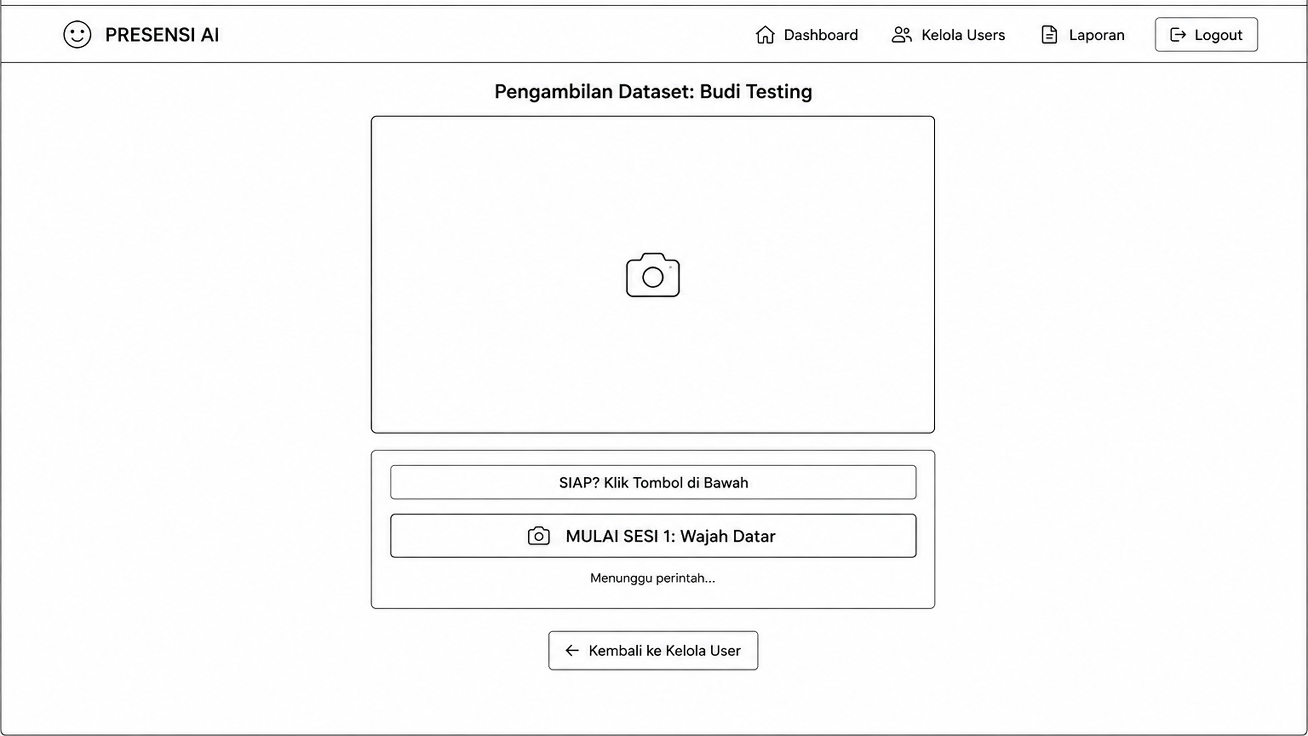 PRESENSI AI
Dashboard
Kelola Users
Laporan
Logout
Pengambilan Dataset: Budi Testing
SIAP? Klik Tombol di Bawah
MULAI SESI 1: Wajah Datar
Menunggu perintah...
Kembali ke Kelola User